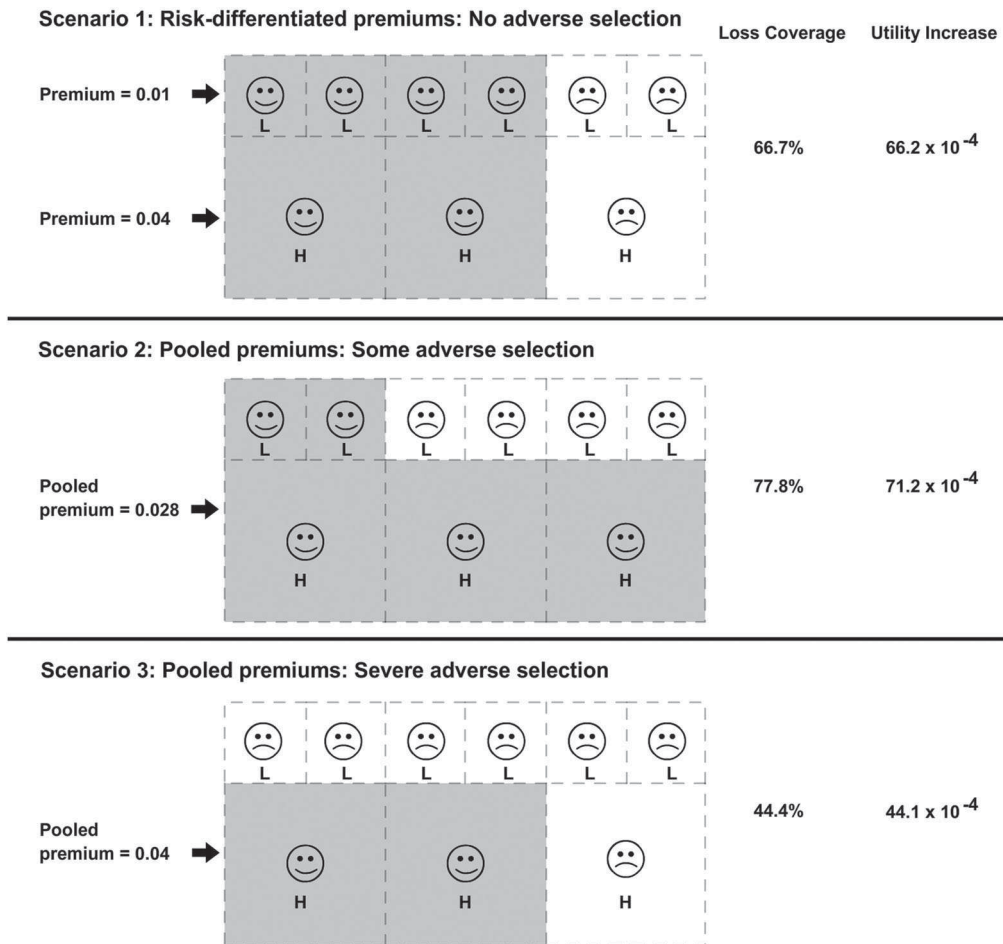 Scenario 1: Risk-differentiated premiums: No adverse selection
Loss Coverage Utility Increase
Premium = 0.01
L L L L L L
66.7% 66.2 x 10^-4
Premium = 0.04
H H H
Scenario 2: Pooled premiums: Some adverse selection
L L L L L L
77.8% 71.2 x 10^-4
Pooled
premium = 0.028
H H H
Scenario 3: Pooled premiums: Severe adverse selection
L L L L L L
44.4% 44.1 x 10^-4
Pooled
premium = 0.04
H H H